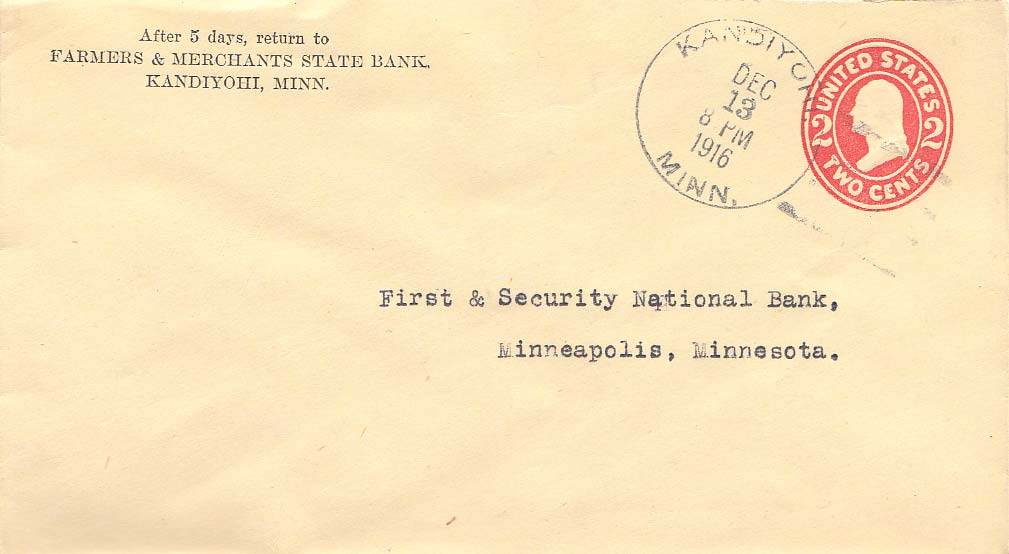 After 5 days, return to
FARMERS & MERCHANTS STATE BANK,
KANDIYOHI, MINN.
KANDIYOHI
DEC
13
8 PM
1916
MINN.
UNITED STATES
2 2
TWO CENTS
First & Security National Bank,
Minneapolis, Minnesota.